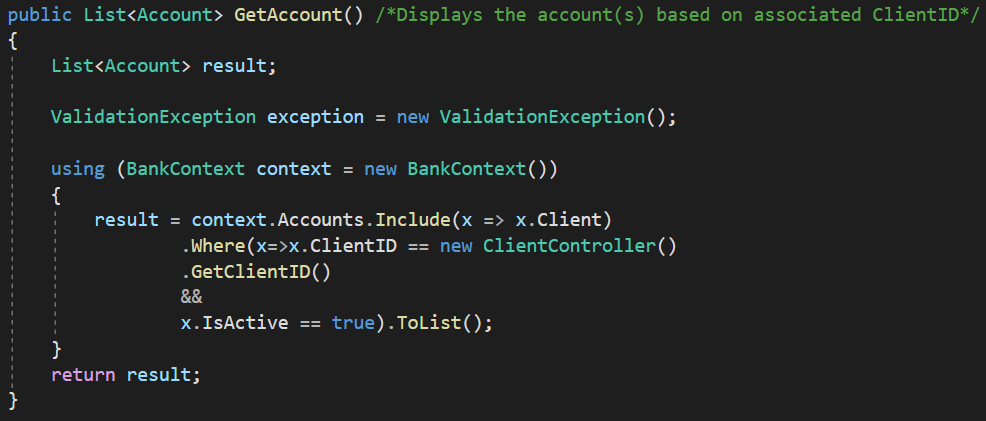 public List<Account> GetAccount() /*Displays the account(s) based on associated ClientID*/
{
    List<Account> result;

    ValidationException exception = new ValidationException();

    using (BankContext context = new BankContext())
    {
        result = context.Accounts.Include(x => x.Client)
                .Where(x=>x.ClientID == new ClientController()
                .GetClientID()
                &&
                x.IsActive == true).ToList();
    }
    return result;
}